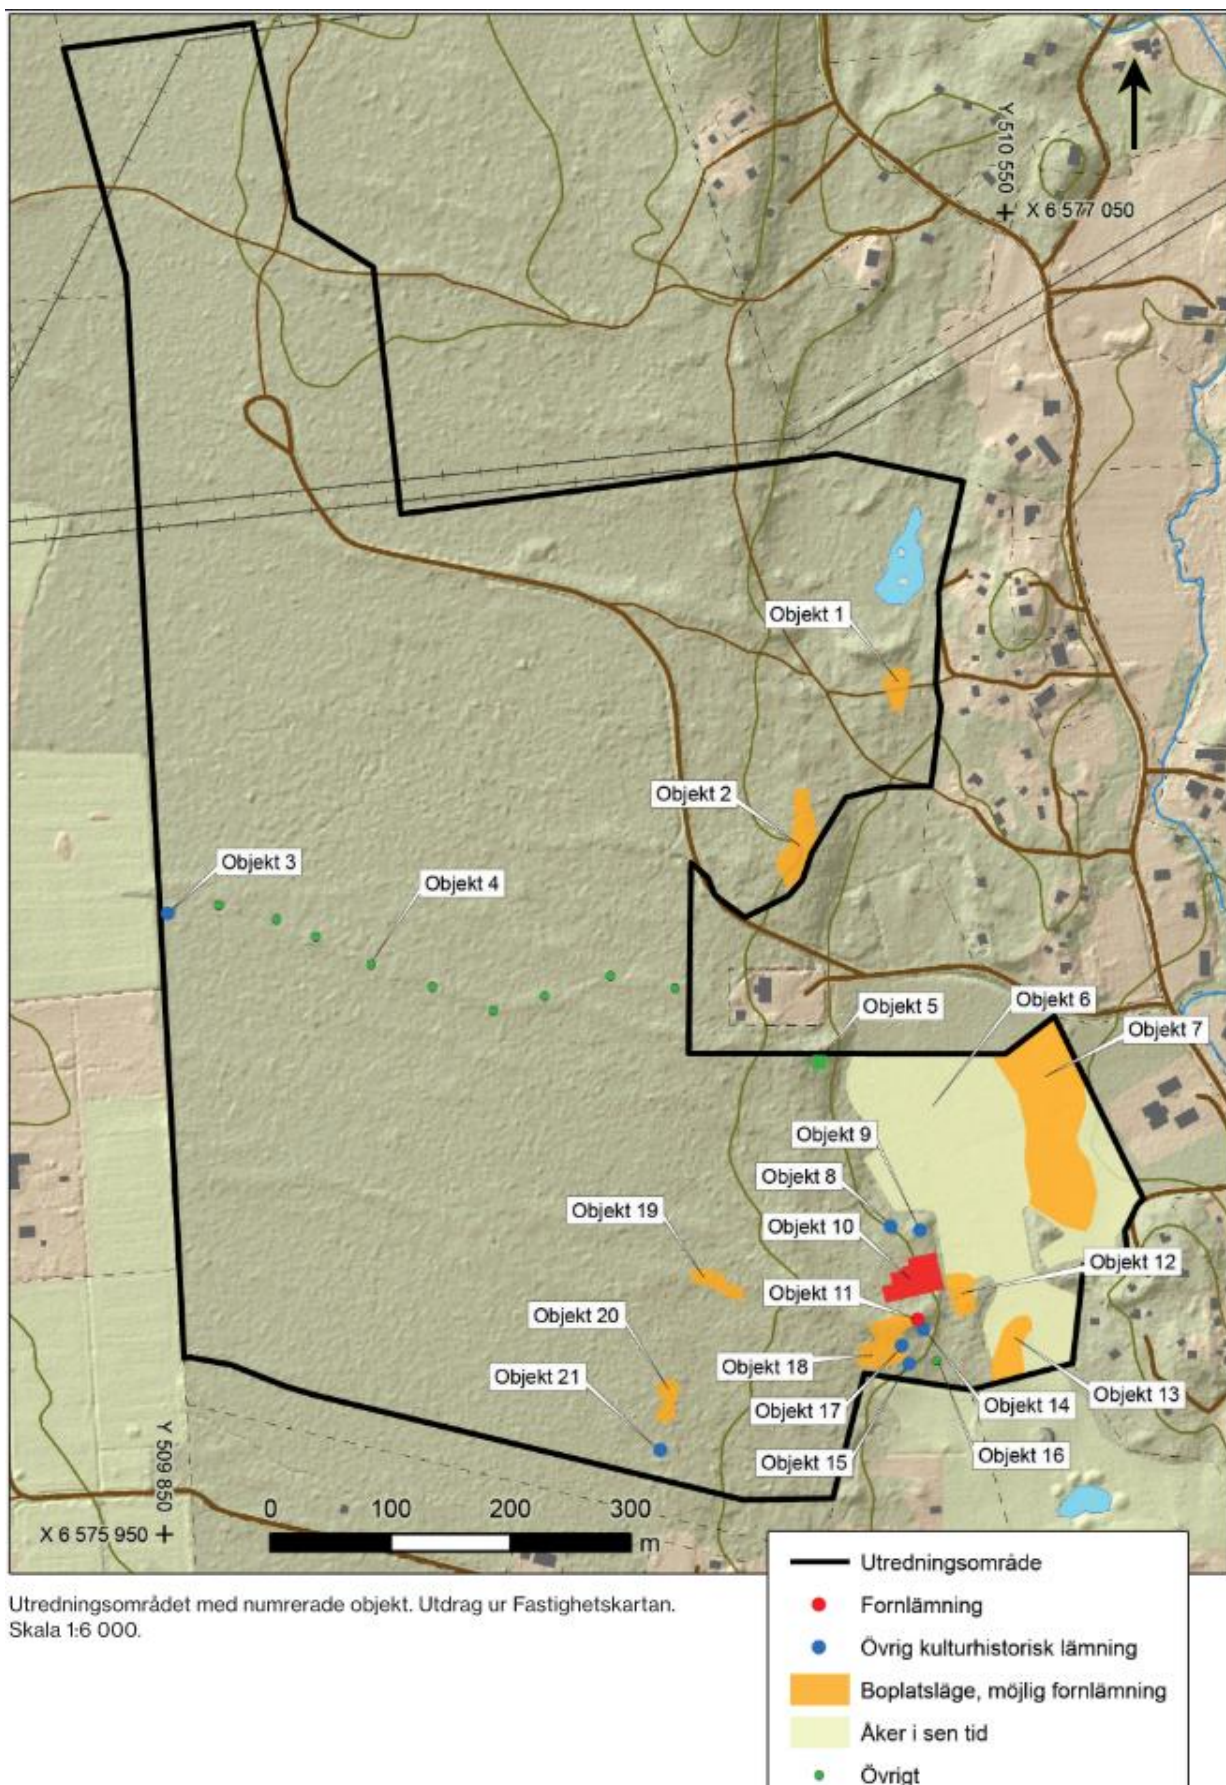 Y 510 550
X 6 577 050
Objekt 1
Objekt 2
Objekt 3
Objekt 4
Objekt 5
Objekt 6
Objekt 7
Objekt 9
Objekt 8
Objekt 19
Objekt 10
Objekt 12
Objekt 11
Objekt 20
Objekt 18
Objekt 21
Objekt 13
Objekt 17
Objekt 14
Objekt 15
Objekt 16
Y 509 850
X 6 575 950
0 100 200 300
m
Utredningsområde
Fornlämning
Övrig kulturhistorisk lämning
Boplatsläge, möjlig fornlämning
Åker i sen tid
Övrigt
Utredningsområdet med numrerade objekt. Utdrag ur Fastighetskartan.
Skala 1:6 000.